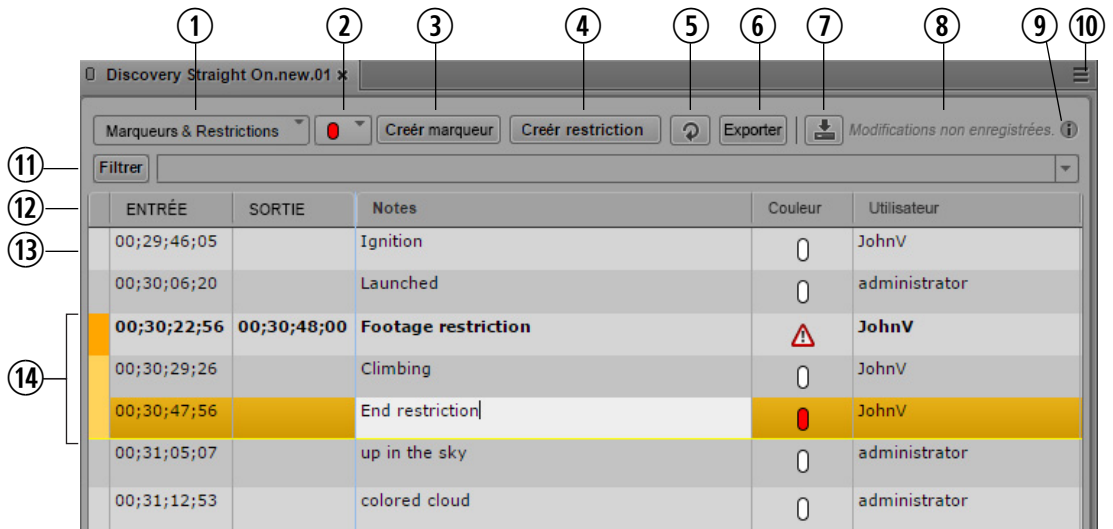 1 2 3 4 5 6 7 8 9 10
Discovery Straight On.new.01 ×
Marqueurs & Restrictions Creér marqueur Creér restriction Exporter Modifications non enregistrées.
11 Filtrer
12 ENTRÉE SORTIE Notes Couleur Utilisateur
13 00;29;46;05 Ignition JohnV
00;30;06;20 Launched administrator
00;30;22;56 00;30;48;00 Footage restriction JohnV
14 00;30;29;26 Climbing JohnV
00;30;47;56 End restriction JohnV
00;31;05;07 up in the sky administrator
00;31;12;53 colored cloud administrator